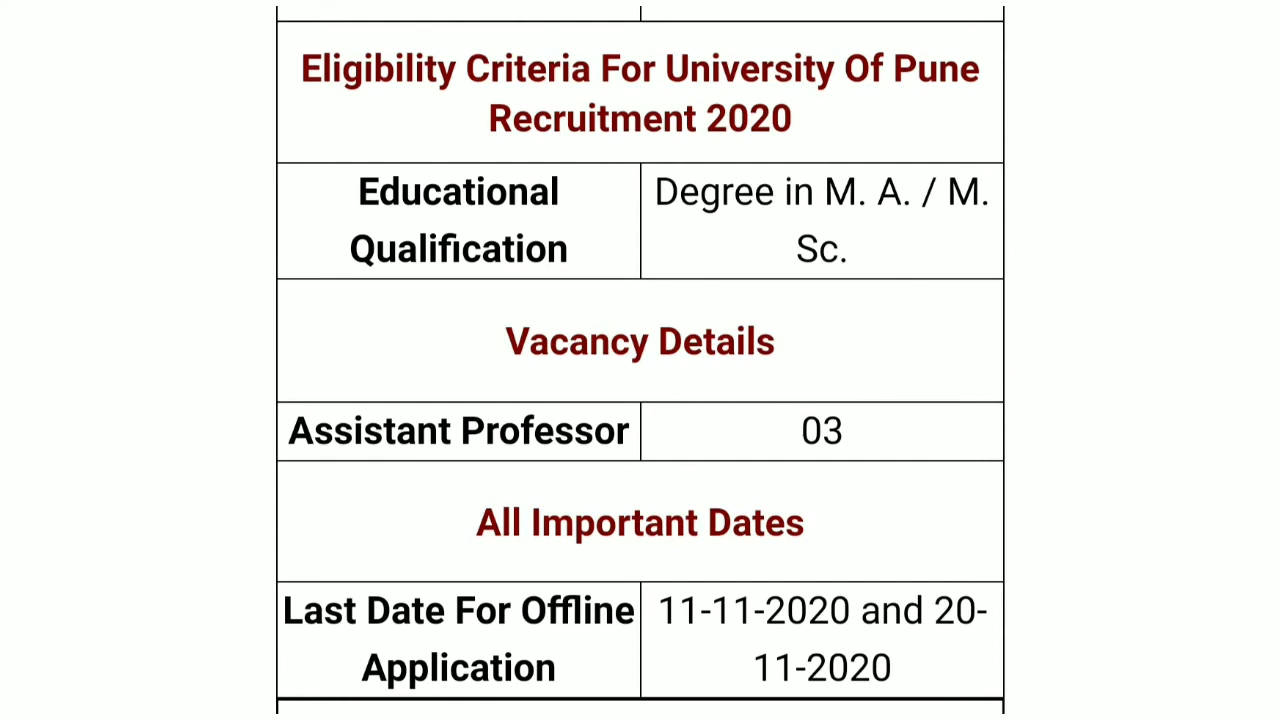 Eligibility Criteria For University Of Pune
Recruitment 2020
Educational
Qualification
Degree in M. A. / M.
Sc.
Vacancy Details
Assistant Professor
03
All Important Dates
Last Date For Offline
Application
11-11-2020 and 20-
11-2020